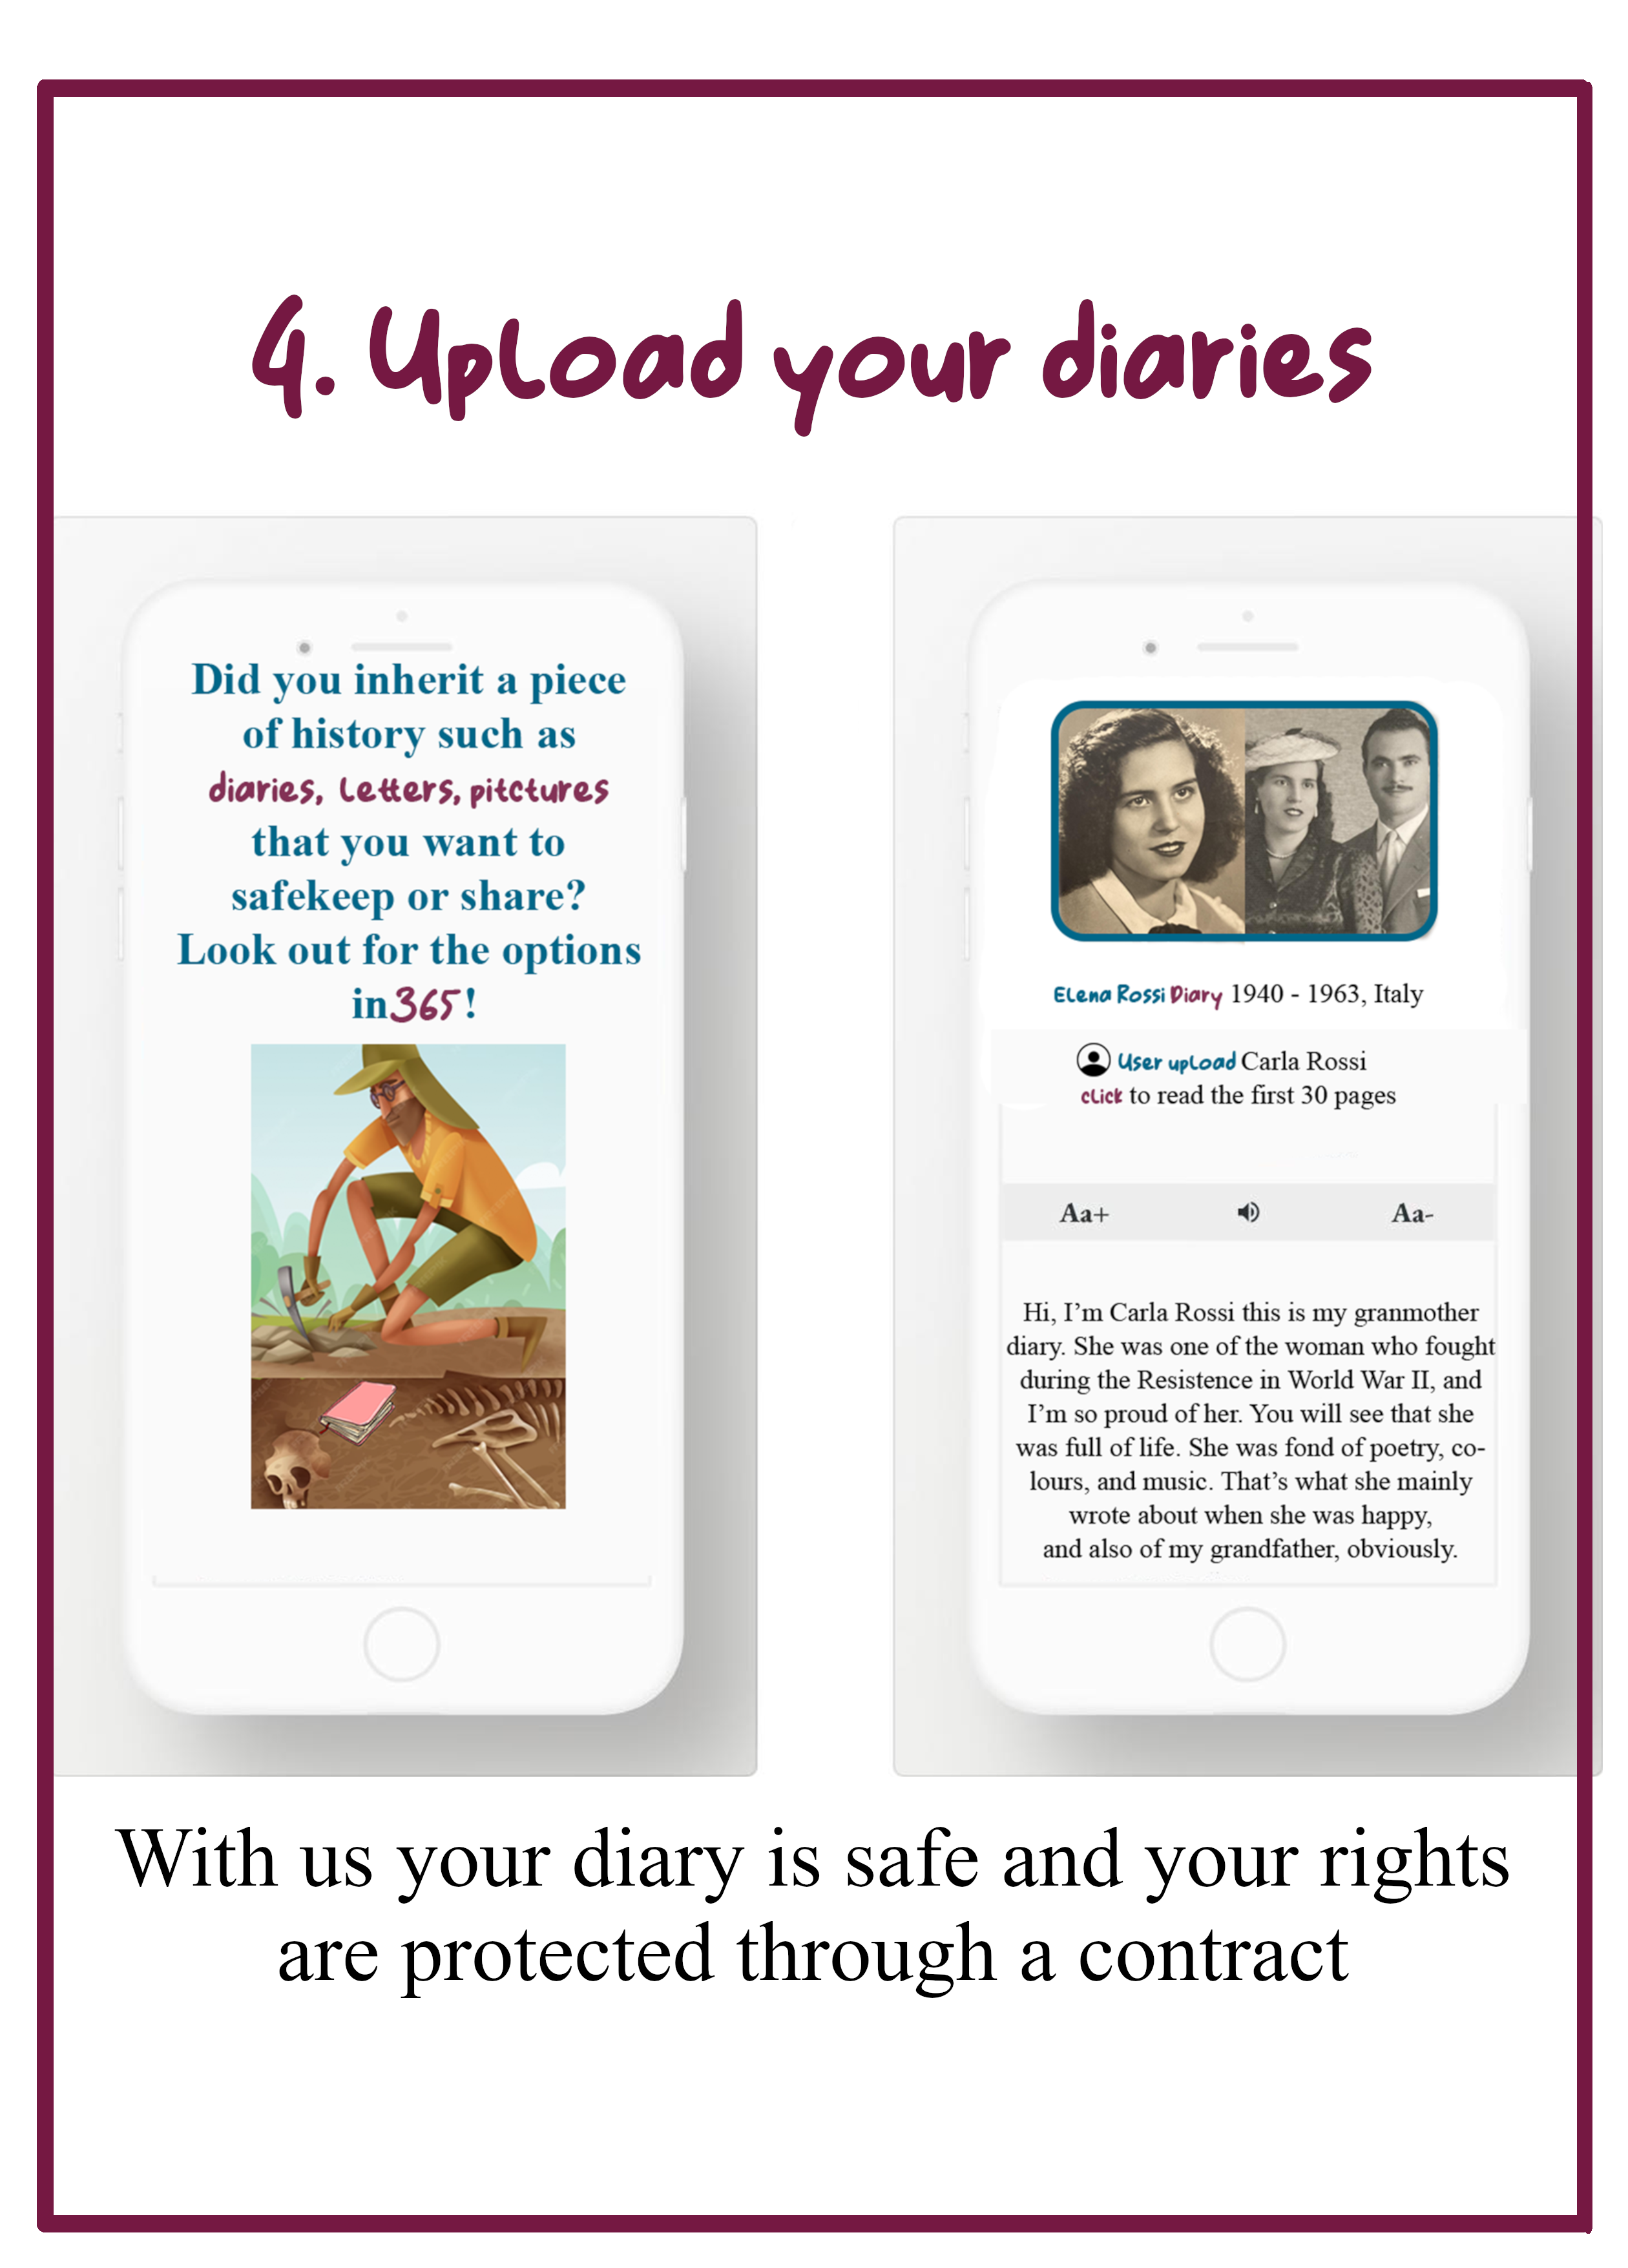 4. Upload your diaries
Did you inherit a piece
of history such as
diaries, letters, pitctures
that you want to
safekeep or share?
Look out for the options
in 365!
Elena Rossi Diary 1940 - 1963, Italy
User upload Carla Rossi
click to read the first 30 pages
Aa+ Aa-
Hi, I’m Carla Rossi this is my granmother
diary. She was one of the woman who fought
during the Resistence in World War II, and
I’m so proud of her. You will see that she
was full of life. She was fond of poetry, co-
lours, and music. That’s what she mainly
wrote about when she was happy,
and also of my grandfather, obviously.
With us your diary is safe and your rights
are protected through a contract